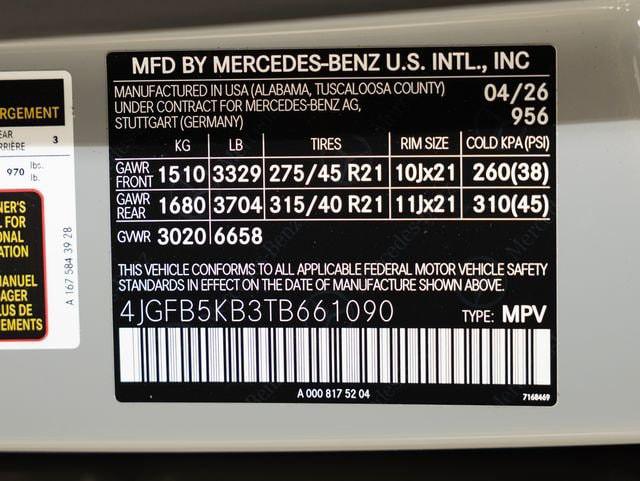 MFD BY MERCEDES-BENZ U.S. INTL., INC
MANUFACTURED IN USA (ALABAMA, TUSCALOOSA COUNTY)
UNDER CONTRACT FOR MERCEDES-BENZ AG,
STUTTGART (GERMANY)
04/26
956
KG LB TIRES RIM SIZE COLD KPA (PSI)
GAWR FRONT 1510 3329 275/45 R21 10Jx21 260(38)
GAWR REAR 1680 3704 315/40 R21 11Jx21 310(45)
GVWR 3020 6658
THIS VEHICLE CONFORMS TO ALL APPLICABLE FEDERAL MOTOR VEHICLE SAFETY
STANDARDS IN EFFECT ON THE DATE OF MANUFACTURE SHOWN ABOVE.
4JGFB5KB3TB661090 TYPE: MPV
A 000 817 52 04
7168469
ARGEMENT
3
970 lbs.
lb.
A 167 584 39 28